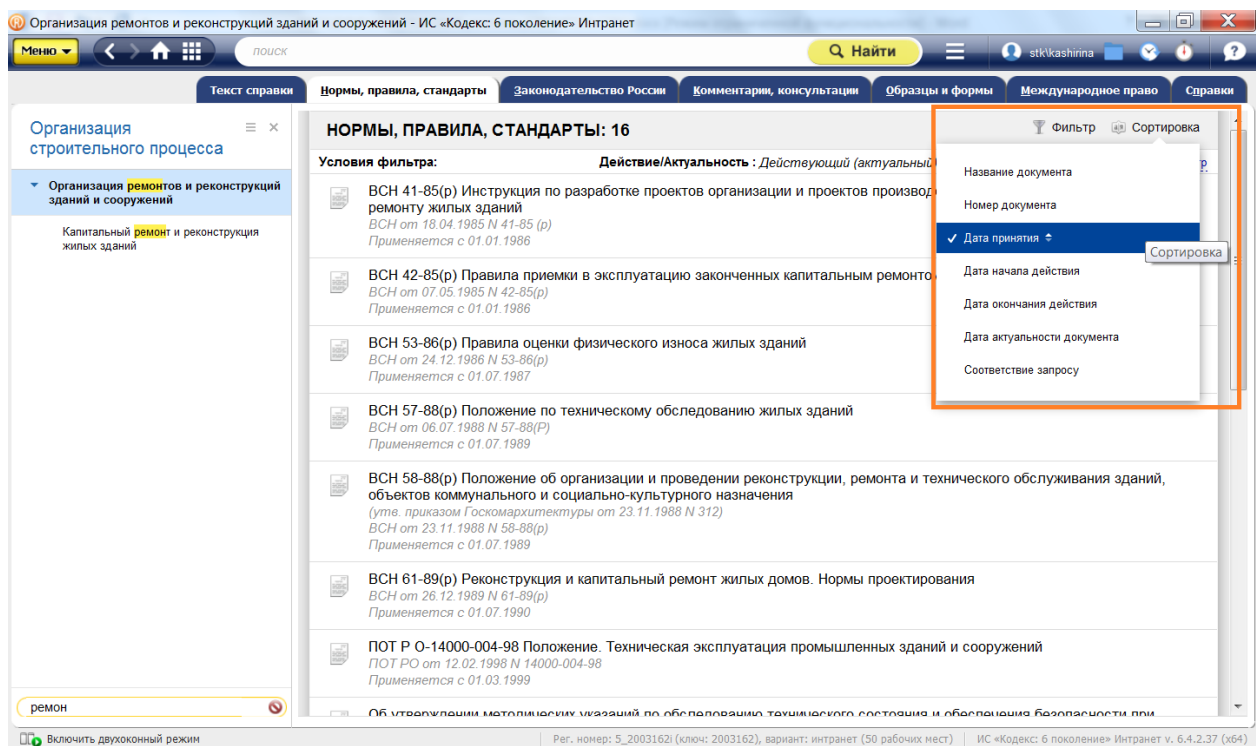 Организация ремонтов и реконструкций зданий и сооружений - ИС «Кодекс: 6 поколение» Интранет
Меню
поиск
Найти
stk\kashirina
Текст справки
Нормы, правила, стандарты
Законодательство России
Комментарии, консультации
Образцы и формы
Международное право
Справки
Организация
строительного процесса
Организация ремонтов и реконструкций
зданий и сооружений
Капитальный ремонт и реконструкция
жилых зданий
ремон
НОРМЫ, ПРАВИЛА, СТАНДАРТЫ: 16
Фильтр
Сортировка
Условия фильтра:
Действие/Актуальность : Действующий (актуальный)
Название документа
Номер документа
Дата принятия
Сортировка
Дата начала действия
Дата окончания действия
Дата актуальности документа
Соответствие запросу
ВСН 41-85(р) Инструкция по разработке проектов организации и проектов
ремонту жилых зданий
ВСН от 18.04.1985 N 41-85 (р)
Применяется с 01.01.1986
ВСН 42-85(р) Правила приемки в эксплуатацию законченных капитальным
ВСН от 07.05.1985 N 42-85(р)
Применяется с 01.01.1986
ВСН 53-86(р) Правила оценки физического износа жилых зданий
ВСН от 24.12.1986 N 53-86(р)
Применяется с 01.07.1987
ВСН 57-88(р) Положение по техническому обследованию жилых зданий
ВСН от 06.07.1988 N 57-88(Р)
Применяется с 01.07.1989
ВСН 58-88(р) Положение об организации и проведении реконструкции, ремонта и технического обслуживания зданий,
объектов коммунального и социально-культурного назначения
(утв. приказом Госкомархитектуры от 23.11.1988 N 312)
ВСН от 23.11.1988 N 58-88(р)
Применяется с 01.07.1989
ВСН 61-89(р) Реконструкция и капитальный ремонт жилых домов. Нормы проектирования
ВСН от 26.12.1989 N 61-89(р)
Применяется с 01.07.1990
ПОТ Р О-14000-004-98 Положение. Техническая эксплуатация промышленных зданий и сооружений
ПОТ РО от 12.02.1998 N 14000-004-98
Применяется с 01.03.1999
Об утверждении методических указаний по обследованию технического состояния и обеспечения безопасности при
Включить двухоконный режим
Рег. номер: 5_2003162i (ключ: 2003162), вариант: интранет (50 рабочих мест)
ИС «Кодекс: 6 поколение» Интранет v. 6.4.2.37 (x64)